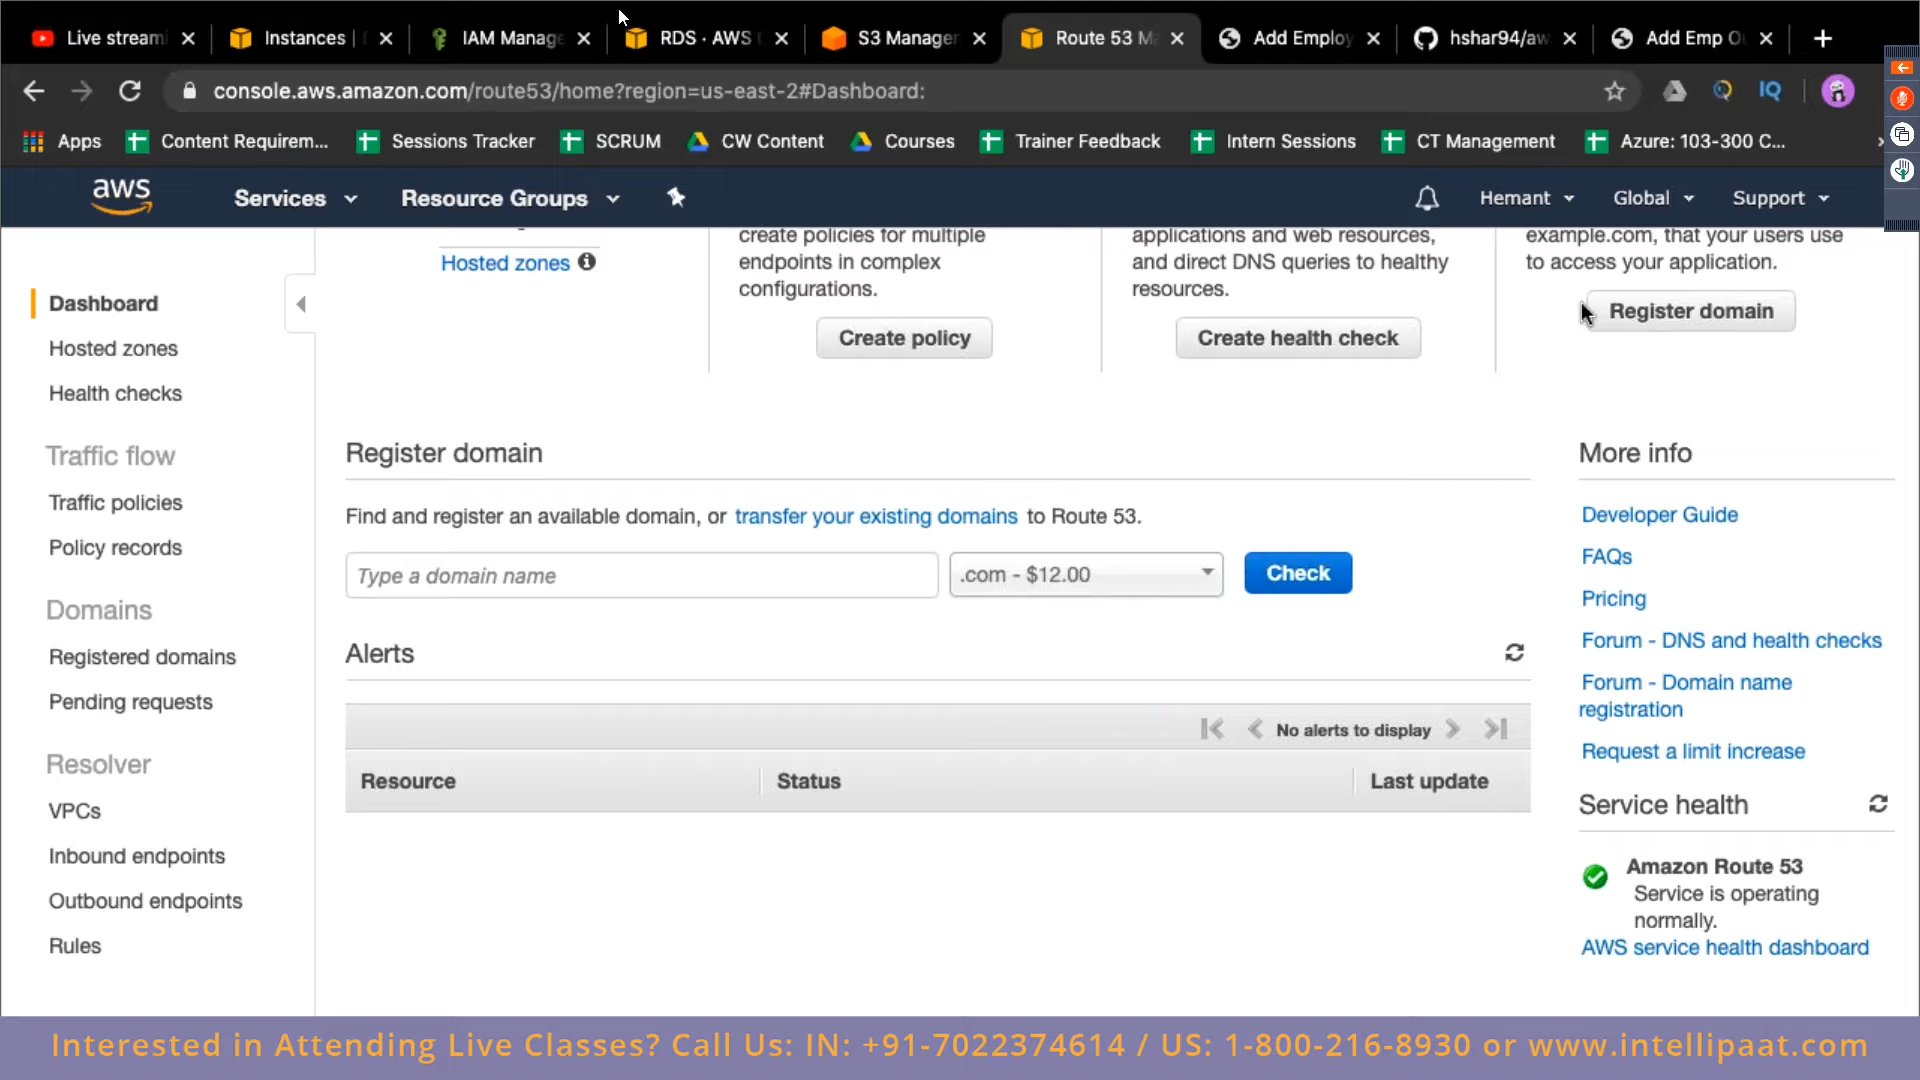 Live stream
Instances |
IAM Manage
RDS · AWS
S3 Manager
Route 53 M
Add Employ
hshar94/aw
Add Emp O
console.aws.amazon.com/route53/home?region=us-east-2#Dashboard:
IQ
Apps
Content Requirem...
Sessions Tracker
SCRUM
CW Content
Courses
Trainer Feedback
Intern Sessions
CT Management
Azure: 103-300 C...
aws
Services
Resource Groups
Hemant
Global
Support
Dashboard
Hosted zones
Health checks
Traffic flow
Traffic policies
Policy records
Domains
Registered domains
Pending requests
Resolver
VPCs
Inbound endpoints
Outbound endpoints
Rules
Hosted zones
create policies for multiple
endpoints in complex
configurations.
Create policy
applications and web resources,
and direct DNS queries to healthy
resources.
Create health check
example.com, that your users use
to access your application.
Register domain
Register domain
Find and register an available domain, or transfer your existing domains to Route 53.
Type a domain name
.com - $12.00
Check
Alerts
No alerts to display
Resource Status Last update
More info
Developer Guide
FAQs
Pricing
Forum - DNS and health checks
Forum - Domain name
registration
Request a limit increase
Service health
Amazon Route 53
Service is operating
normally.
AWS service health dashboard
Interested in Attending Live Classes? Call Us: IN: +91-7022374614 / US: 1-800-216-8930 or www.intellipaat.com